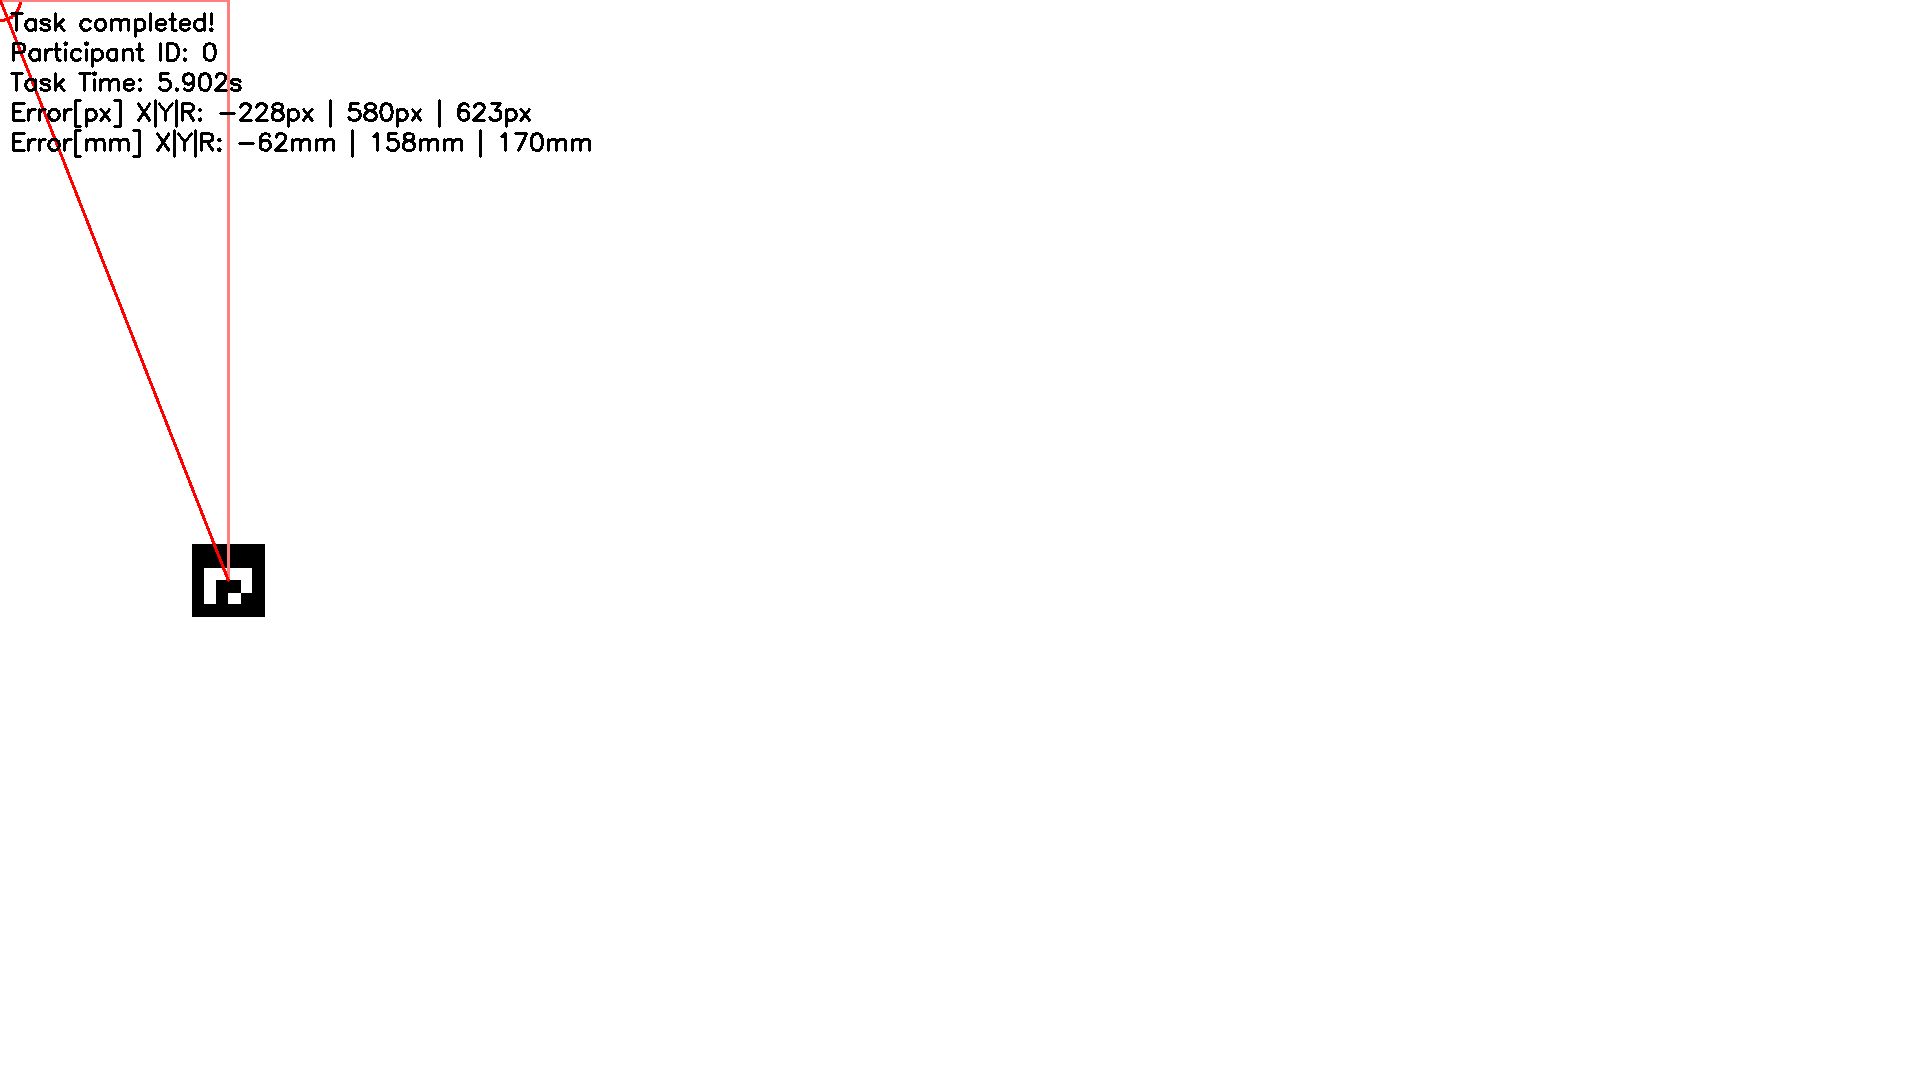 Task completed!
Participant ID: 0
Task Time: 5.902s
Error[px] X|Y|R: -228px | 580px | 623px
Error[mm] X|Y|R: -62mm | 158mm | 170mm